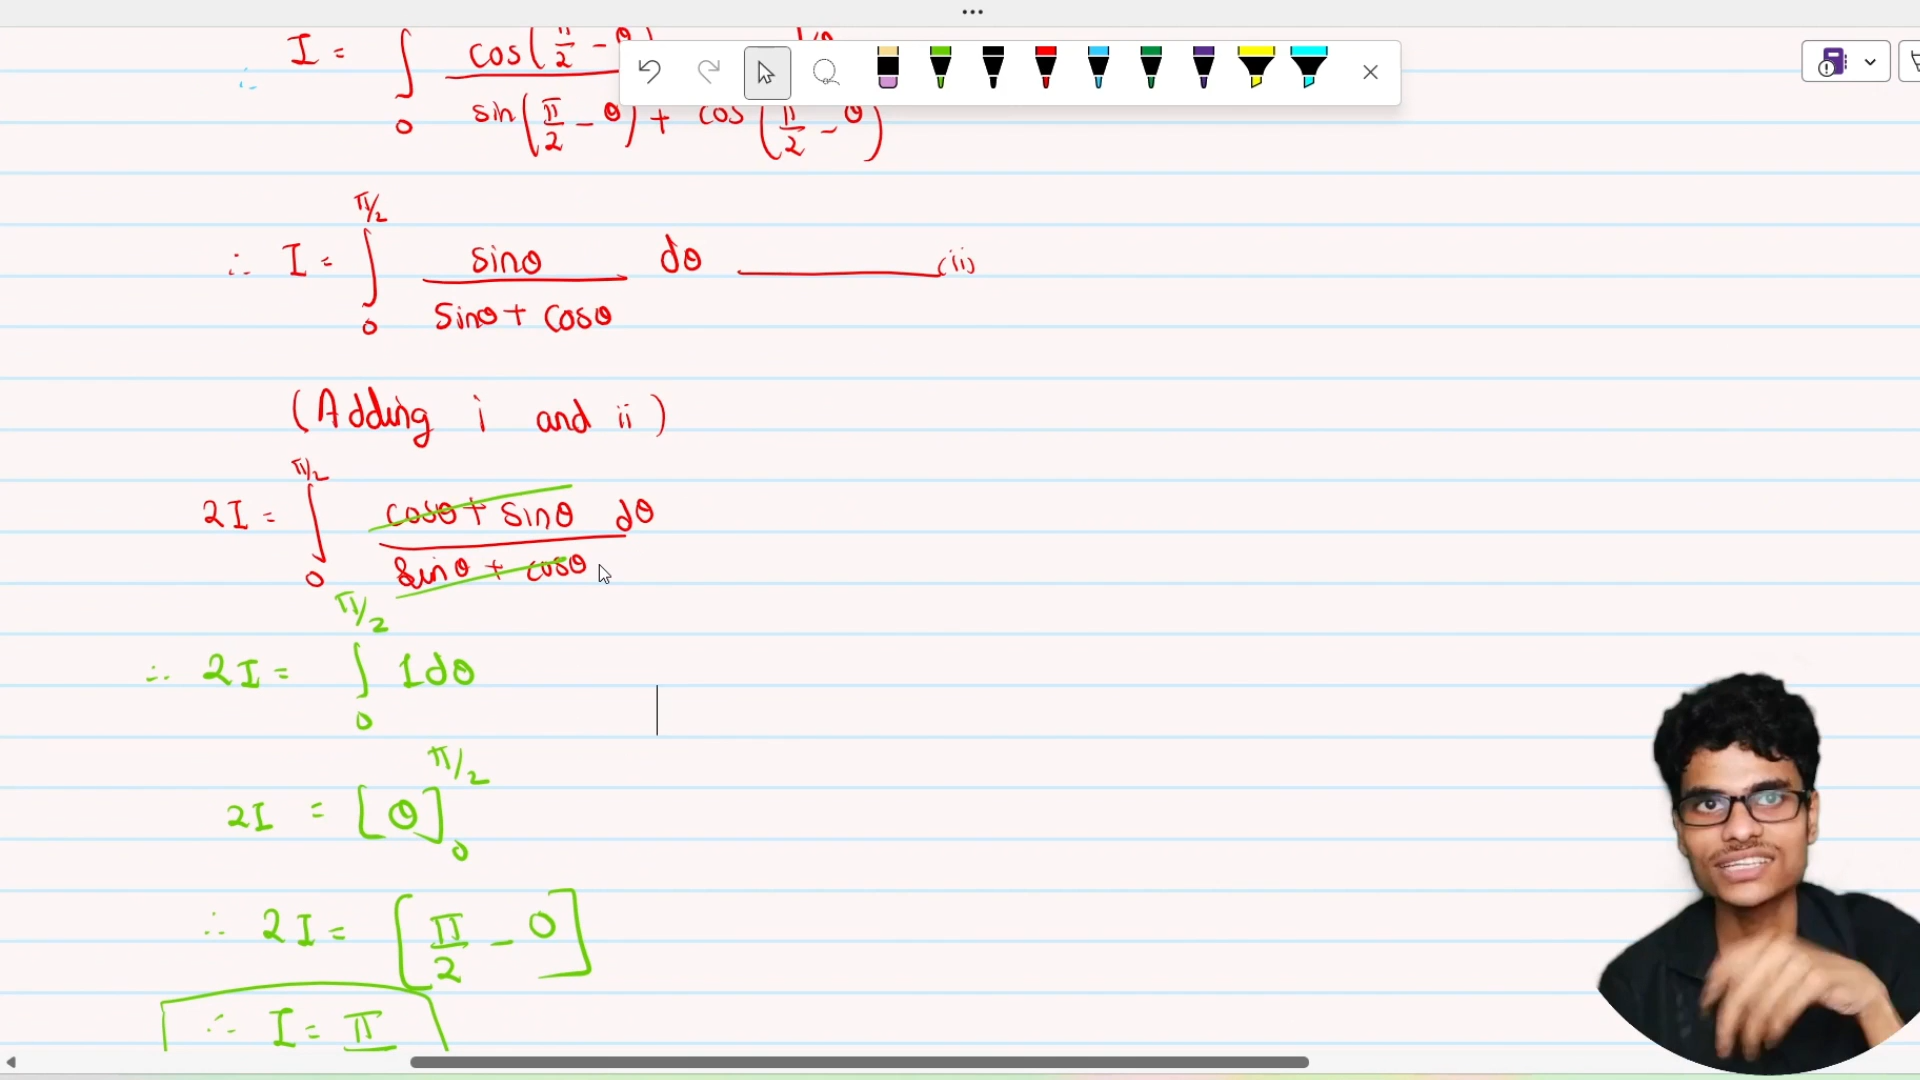 ∴ I = ∫₀ cos(π/2 - θ)
sin(π/2 - θ) + cos(π/2 - θ)
∴ I = ∫₀^π/2 sinθ dθ (ii)
sinθ + cosθ
(Adding i and ii)
2I = ∫₀^π/2 cosθ + sinθ dθ
sinθ + cosθ
∴ 2I = ∫₀^π/2 1dθ
2I = [θ]₀^π/2
∴ 2I = [π/2 - 0]
∴ I = π